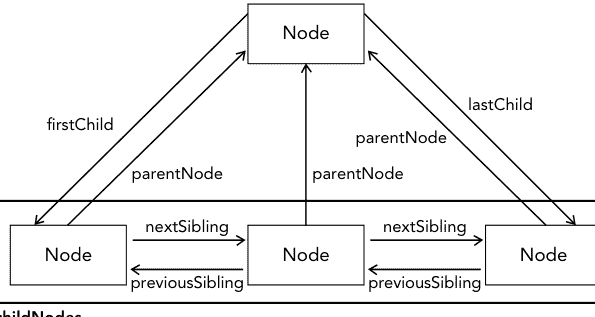 Node
firstChild
lastChild
parentNode
parentNode
parentNode
nextSibling
nextSibling
Node
Node
Node
previousSibling
previousSibling